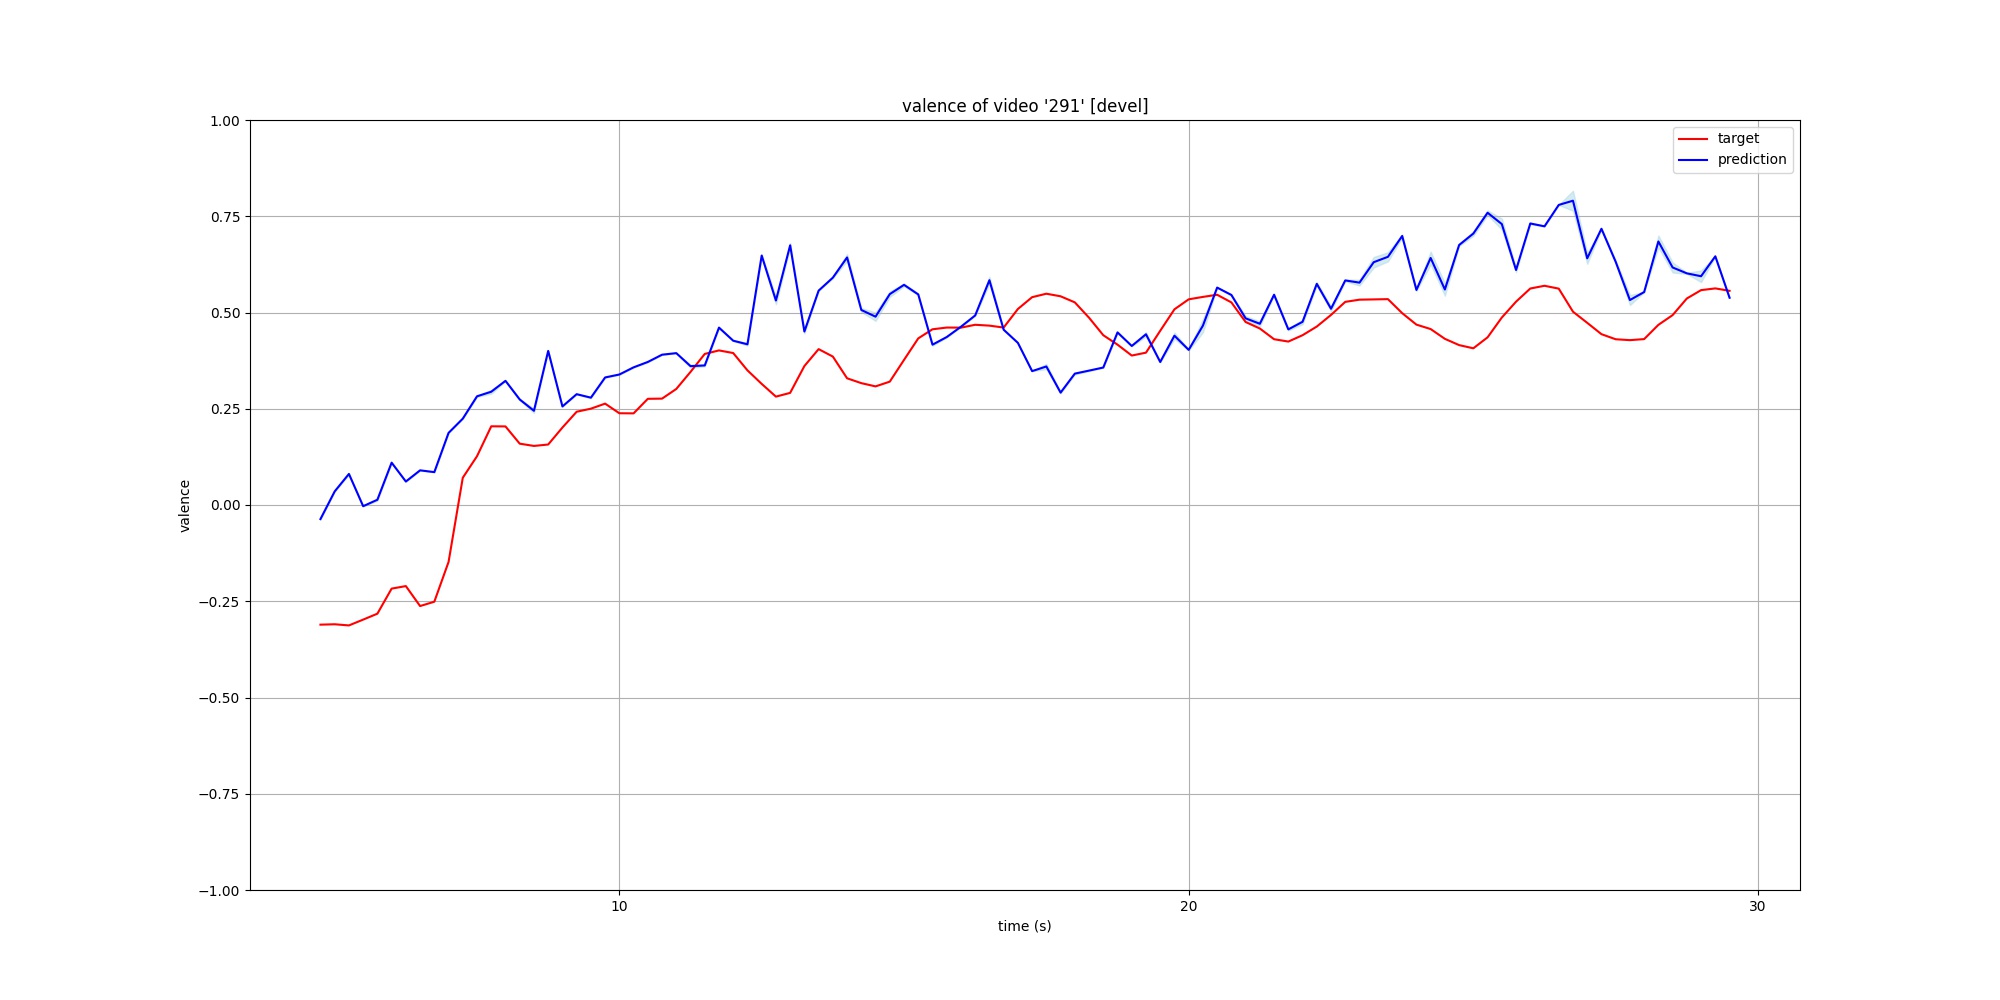 valence of video '291' [devel]
target
prediction
1.00
0.75
0.50
0.25
0.00
−0.25
−0.50
−0.75
−1.00
valence
10
20
30
time (s)